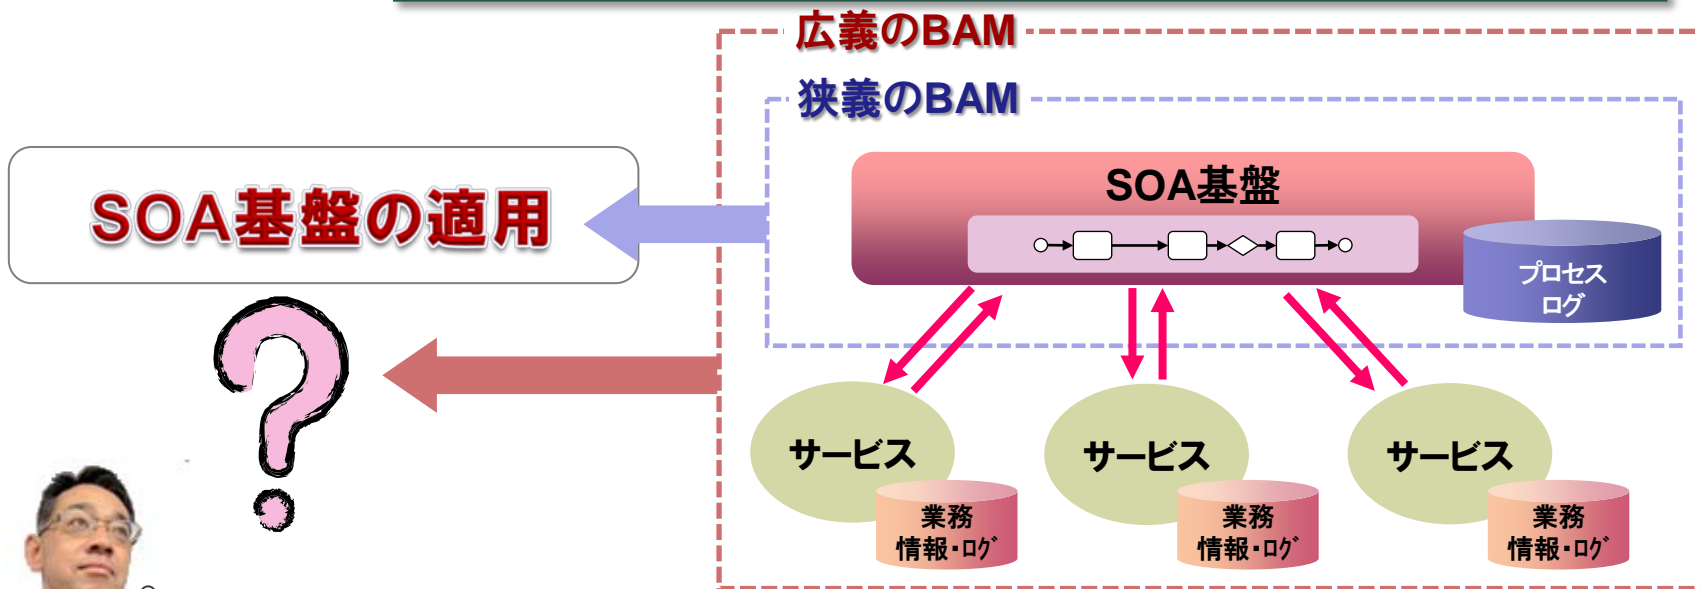 広義のBAM
狭義のBAM
SOA基盤の適用
SOA基盤
プロセス
ログ
サービス
サービス
サービス
業務
情報・ﾛｸﾞ
業務
情報・ﾛｸﾞ
業務
情報・ﾛｸﾞ